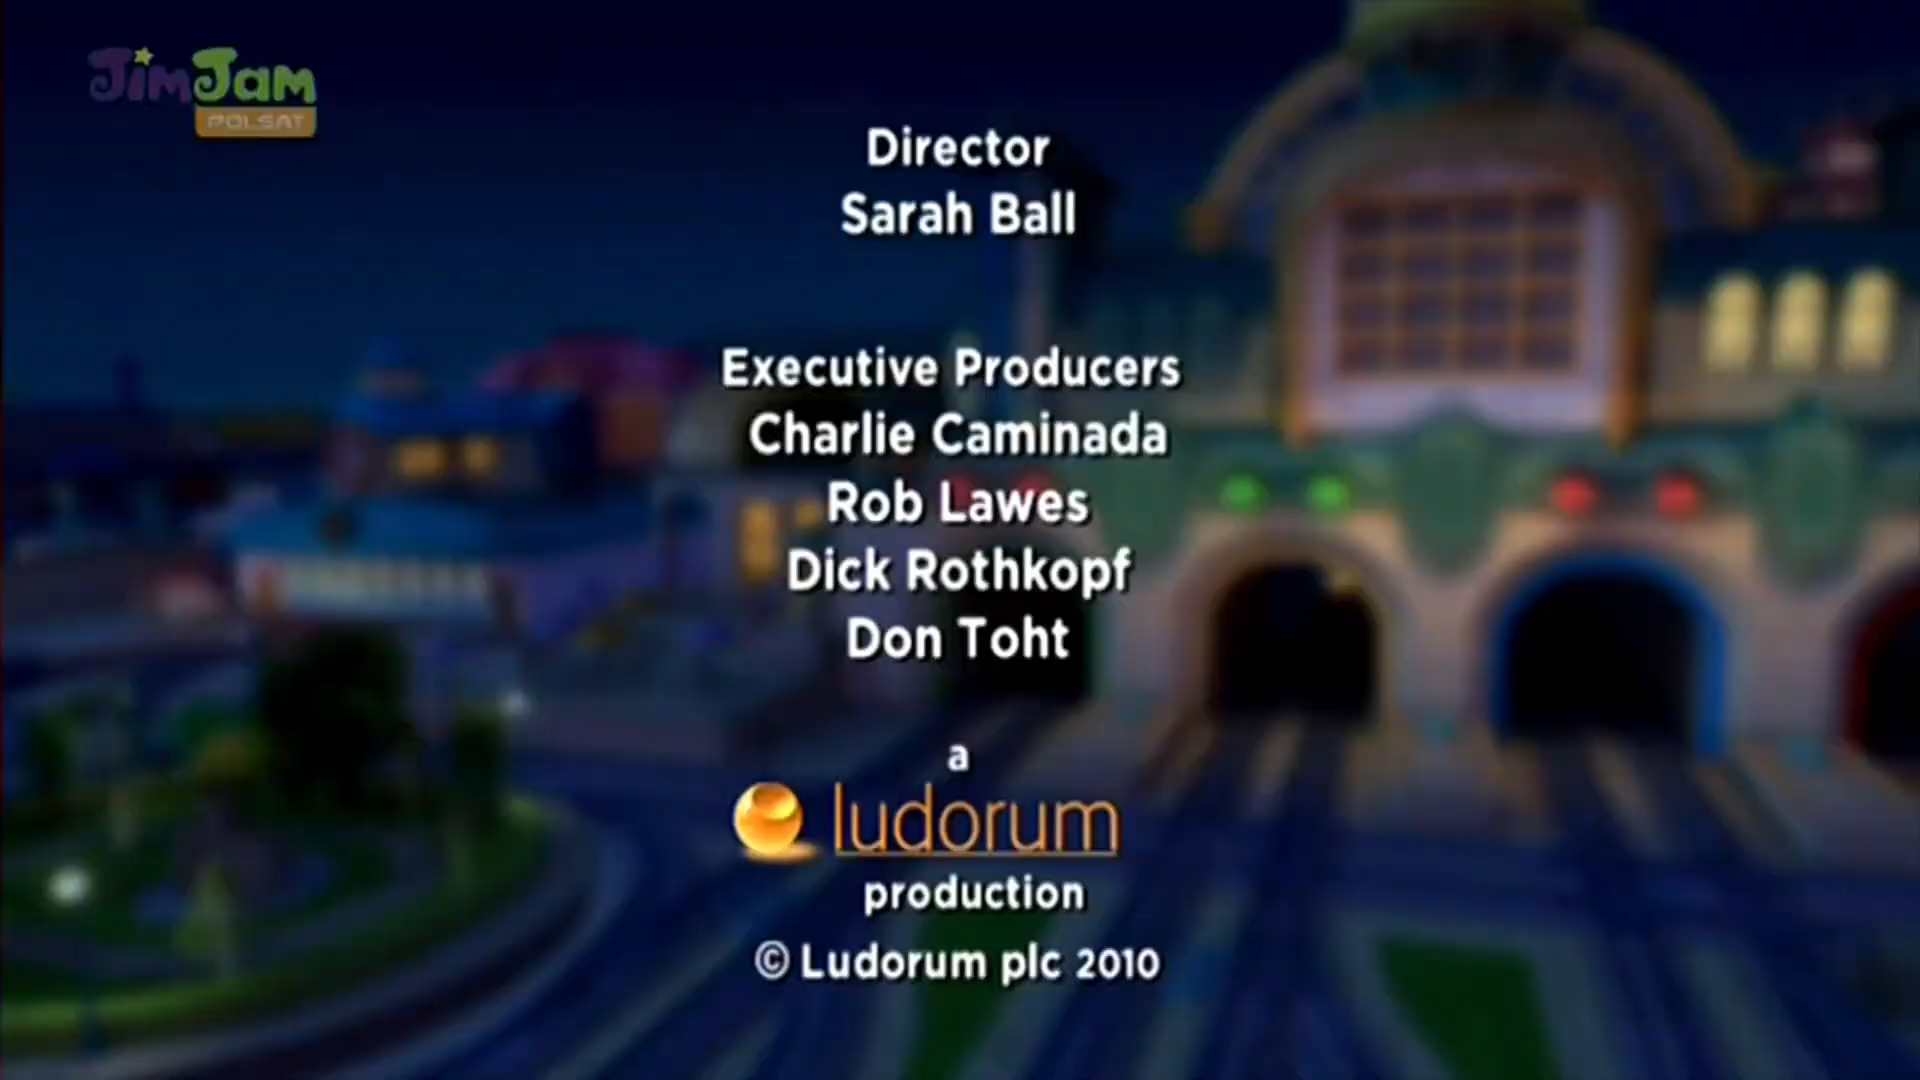 JimJam
POLSAT
Director
Sarah Ball
Executive Producers
Charlie Caminada
Rob Lawes
Dick Rothkopf
Don Toht
a
ludorum
production
© Ludorum plc 2010